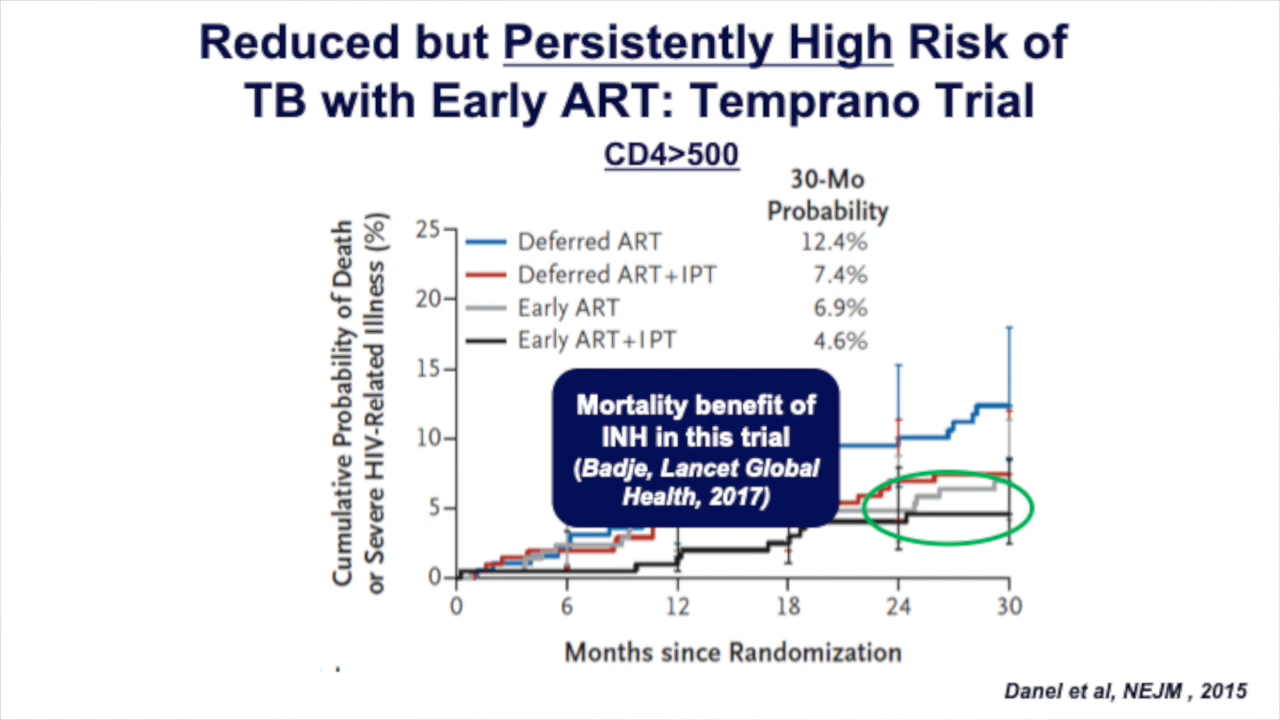 Reduced but Persistently High Risk of
TB with Early ART: Temprano Trial
CD4>500
30-Mo
Probability
Deferred ART 12.4%
Deferred ART+IPT 7.4%
Early ART 6.9%
Early ART+IPT 4.6%
Cumulative Probability of Death
or Severe HIV-Related Illness (%)
25
20
15
10
5
0
Mortality benefit of
INH in this trial
(Badje, Lancet Global
Health, 2017)
0 6 12 18 24 30
Months since Randomization
Danel et al, NEJM , 2015